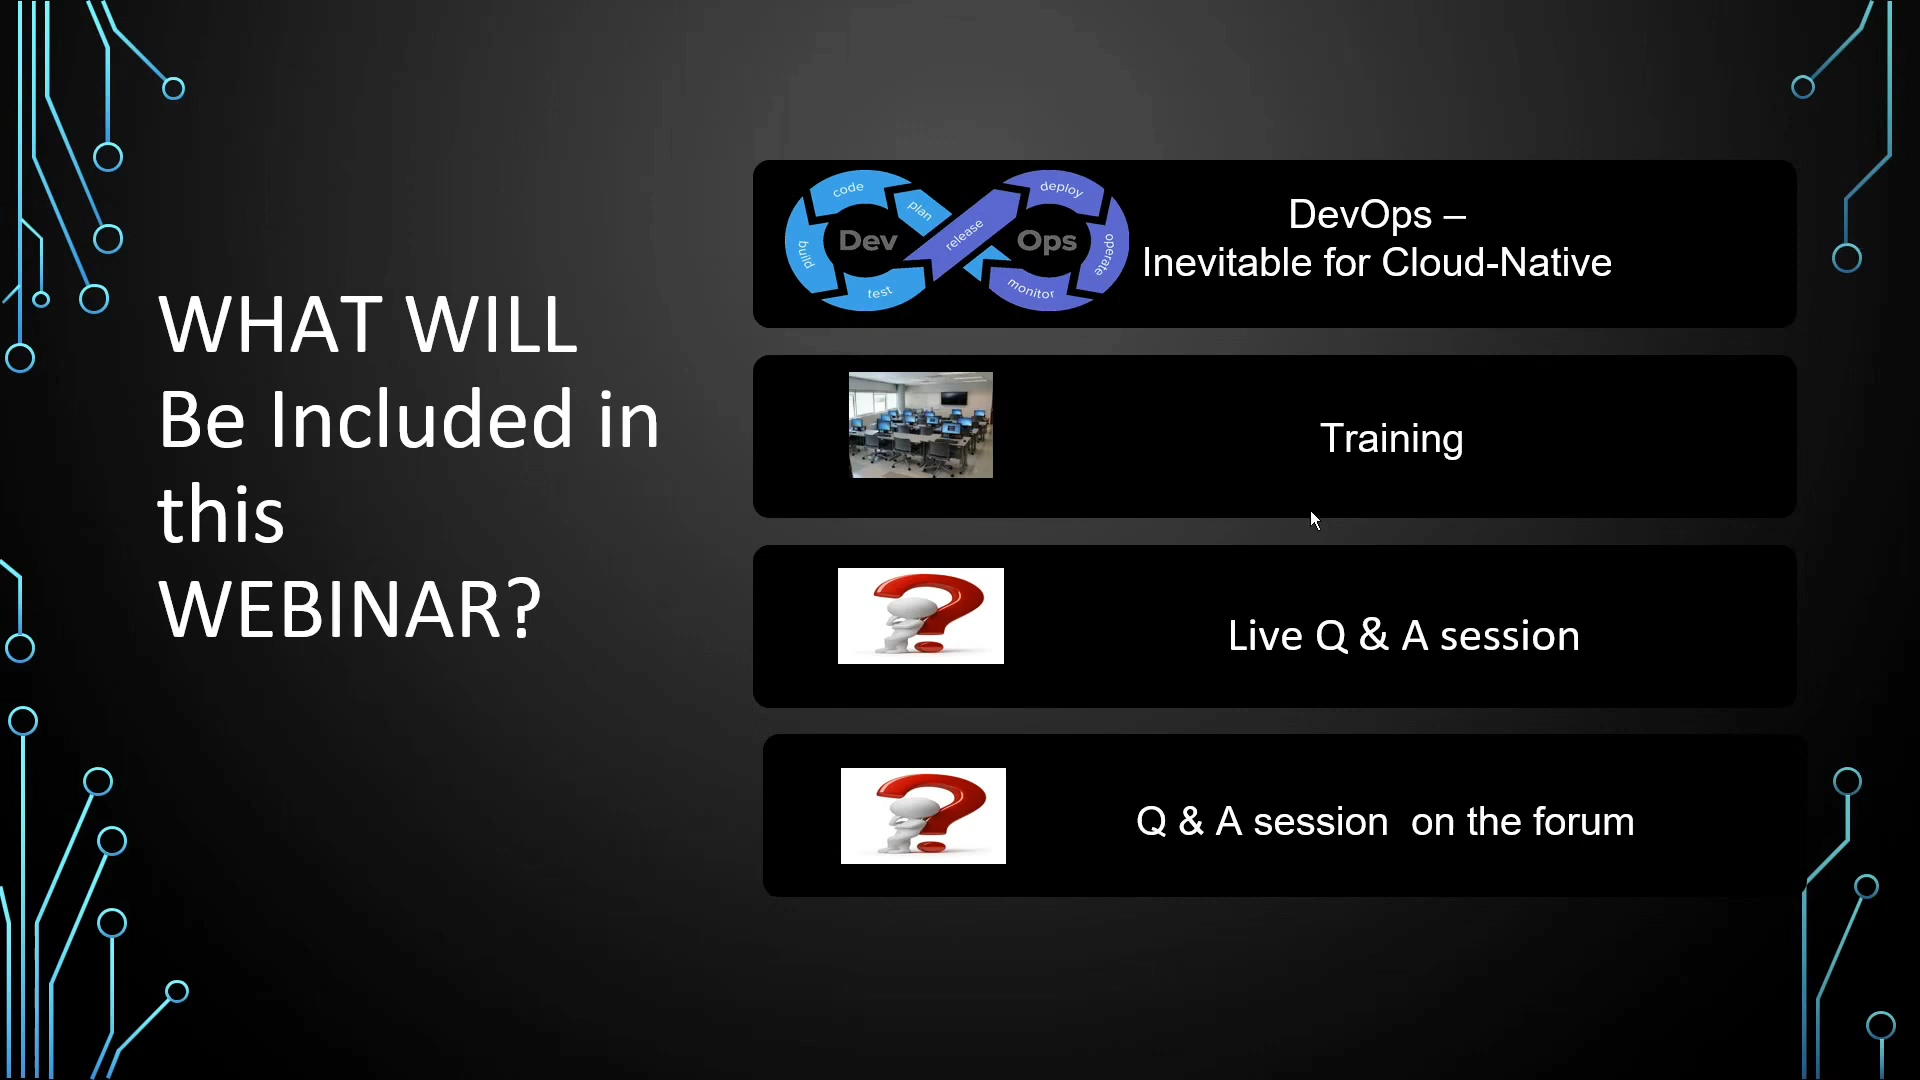 WHAT WILL
Be Included in
this
WEBINAR?
code
plan
build
test
Dev
release
Ops
deploy
operate
monitor
DevOps –
Inevitable for Cloud-Native
Training
Live Q & A session
Q & A session on the forum